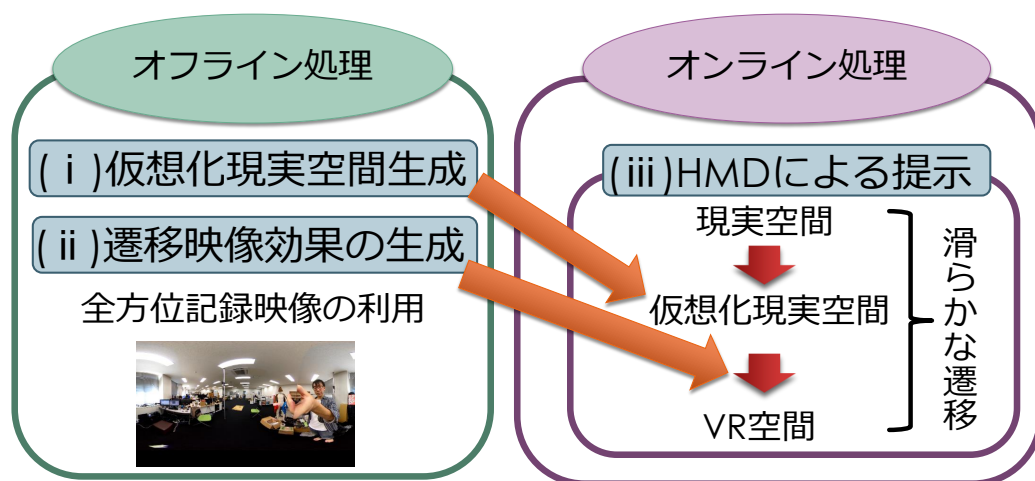 オフライン処理
(ⅰ)仮想化現実空間生成
(ⅱ)遷移映像効果の生成
全方位記録映像の利用
オンライン処理
(ⅲ)HMDによる提示
現実空間
仮想化現実空間
VR空間
滑らかな遷移